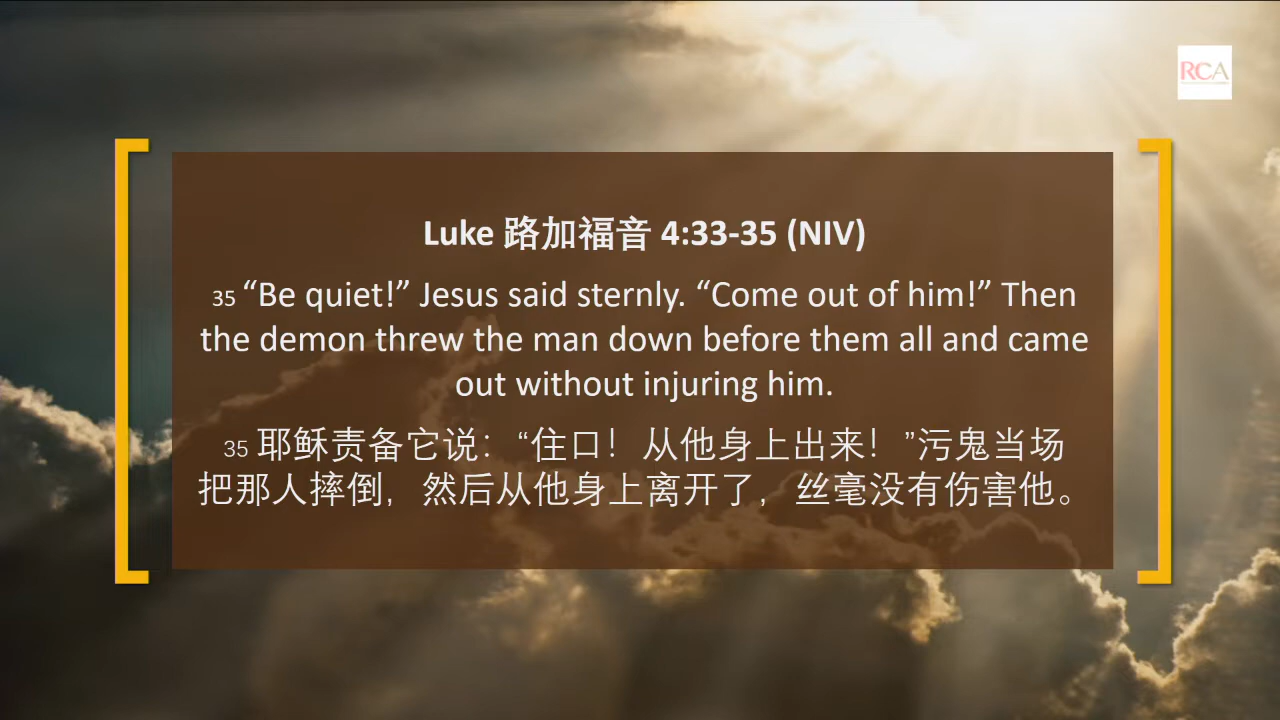 RCA
Luke 路加福音 4:33-35 (NIV)
35 “Be quiet!” Jesus said sternly. “Come out of him!” Then
the demon threw the man down before them all and came
out without injuring him.
35 耶稣责备它说：“住口！从他身上出来！”污鬼当场
把那人摔倒，然后从他身上离开了，丝毫没有伤害他。